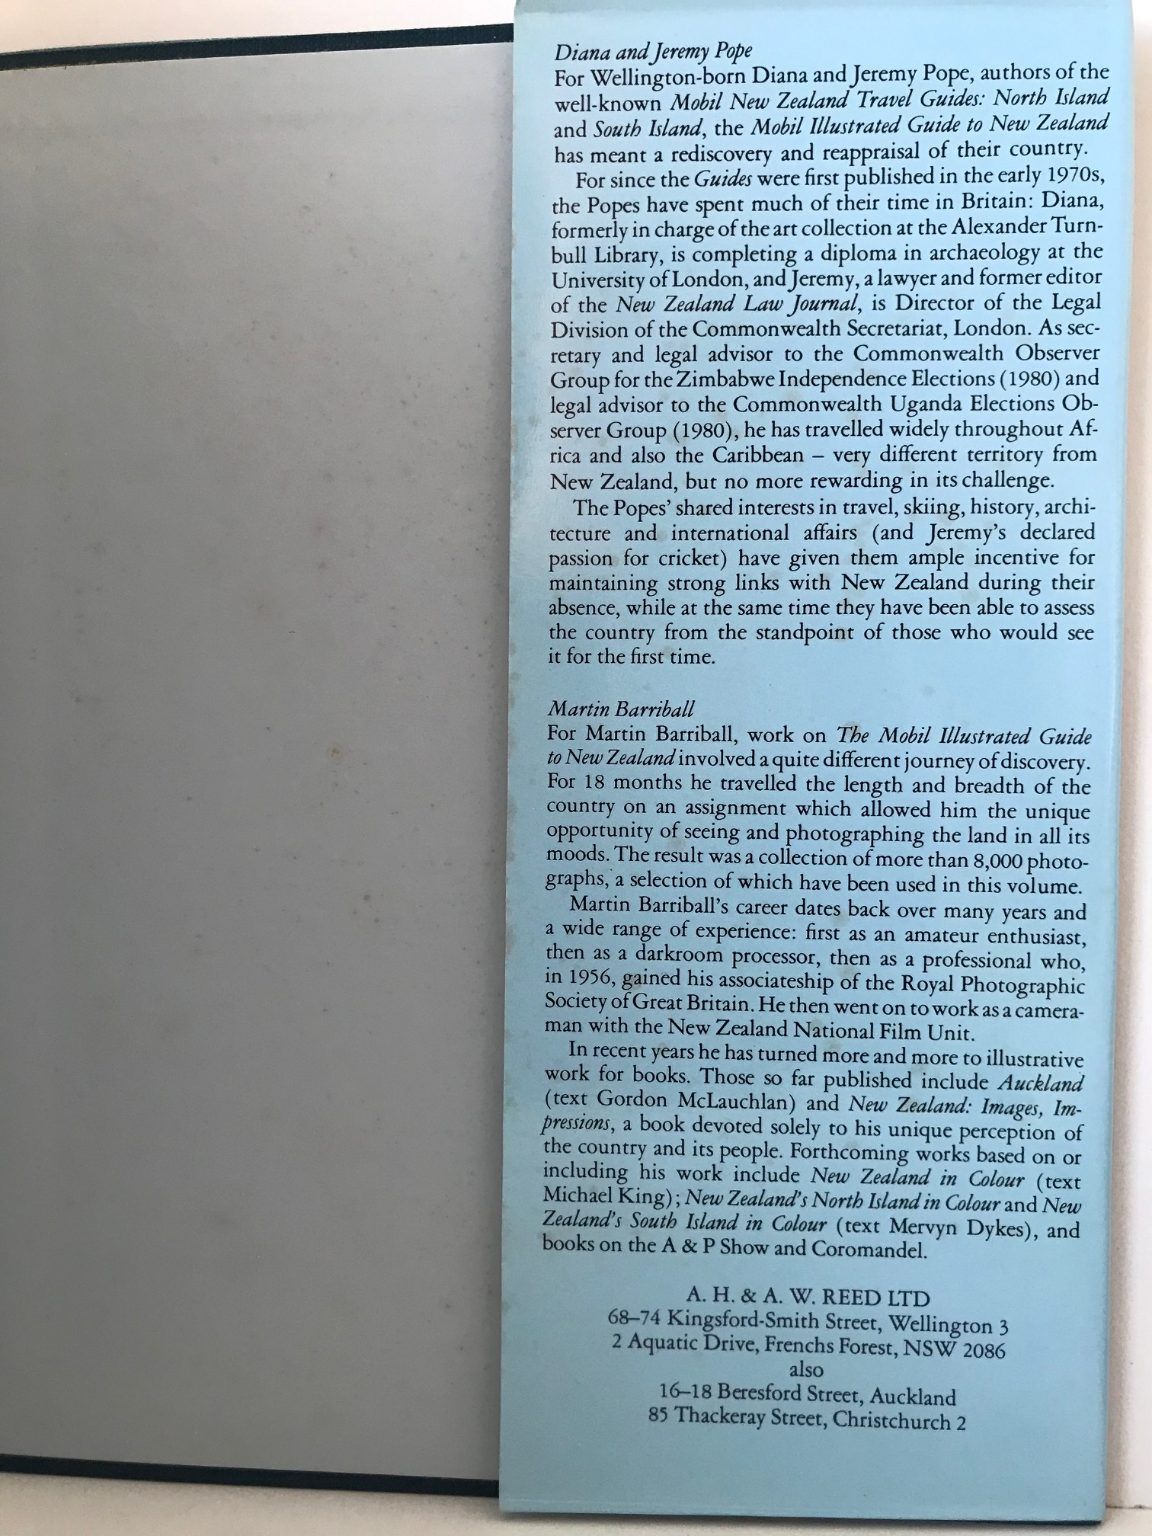 Diana and Jeremy Pope
For Wellington-born Diana and Jeremy Pope, authors of the
well-known Mobil New Zealand Travel Guides: North Island
and South Island, the Mobil Illustrated Guide to New Zealand
has meant a rediscovery and reappraisal of their country.
For since the Guides were first published in the early 1970s,
the Popes have spent much of their time in Britain: Diana,
formerly in charge of the art collection at the Alexander Turn-
bull Library, is completing a diploma in archaeology at the
University of London, and Jeremy, a lawyer and former editor
of the New Zealand Law Journal, is Director of the Legal
Division of the Commonwealth Secretariat, London. As sec-
retary and legal advisor to the Commonwealth Observer
Group for the Zimbabwe Independence Elections (1980) and
legal advisor to the Commonwealth Uganda Elections Ob-
server Group (1980), he has travelled widely throughout Af-
rica and also the Caribbean – very different territory from
New Zealand, but no more rewarding in its challenge.
The Popes' shared interests in travel, skiing, history, archi-
tecture and international affairs (and Jeremy's declared
passion for cricket) have given them ample incentive for
maintaining strong links with New Zealand during their
absence, while at the same time they have been able to assess
the country from the standpoint of those who would see
it for the first time.
Martin Barriball
For Martin Barriball, work on The Mobil Illustrated Guide
to New Zealand involved a quite different journey of discovery.
For 18 months he travelled the length and breadth of the
country on an assignment which allowed him the unique
opportunity of seeing and photographing the land in all its
moods. The result was a collection of more than 8,000 photo-
graphs, a selection of which have been used in this volume.
Martin Barriball's career dates back over many years and
a wide range of experience: first as an amateur enthusiast,
then as a darkroom processor, then as a professional who,
in 1956, gained his associateship of the Royal Photographic
Society of Great Britain. He then went on to work as a camera-
man with the New Zealand National Film Unit.
In recent years he has turned more and more to illustrative
work for books. Those so far published include Auckland
(text Gordon McLauchlan) and New Zealand: Images, Im-
pressions, a book devoted solely to his unique perception of
the country and its people. Forthcoming works based on or
including his work include New Zealand in Colour (text
Michael King); New Zealand's North Island in Colour and New
Zealand's South Island in Colour (text Mervyn Dykes), and
books on the A & P Show and Coromandel.
A. H. & A. W. REED LTD
68–74 Kingsford-Smith Street, Wellington 3
2 Aquatic Drive, Frenchs Forest, NSW 2086
also
16–18 Beresford Street, Auckland
85 Thackeray Street, Christchurch 2